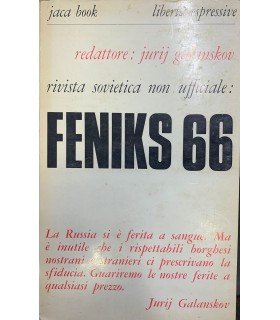 jaca book
liberi espressive
redattore: jurij galanskov
rivista sovietica non ufficiale:
FENIKS 66
La Russia si è ferita a sangue. Ma
è inutile che i rispettabili borghesi
nostrani e stranieri ci prescrivano la
sfiducia. Guariremo le nostre ferite a
qualsiasi prezzo.
Jurij Galanskov